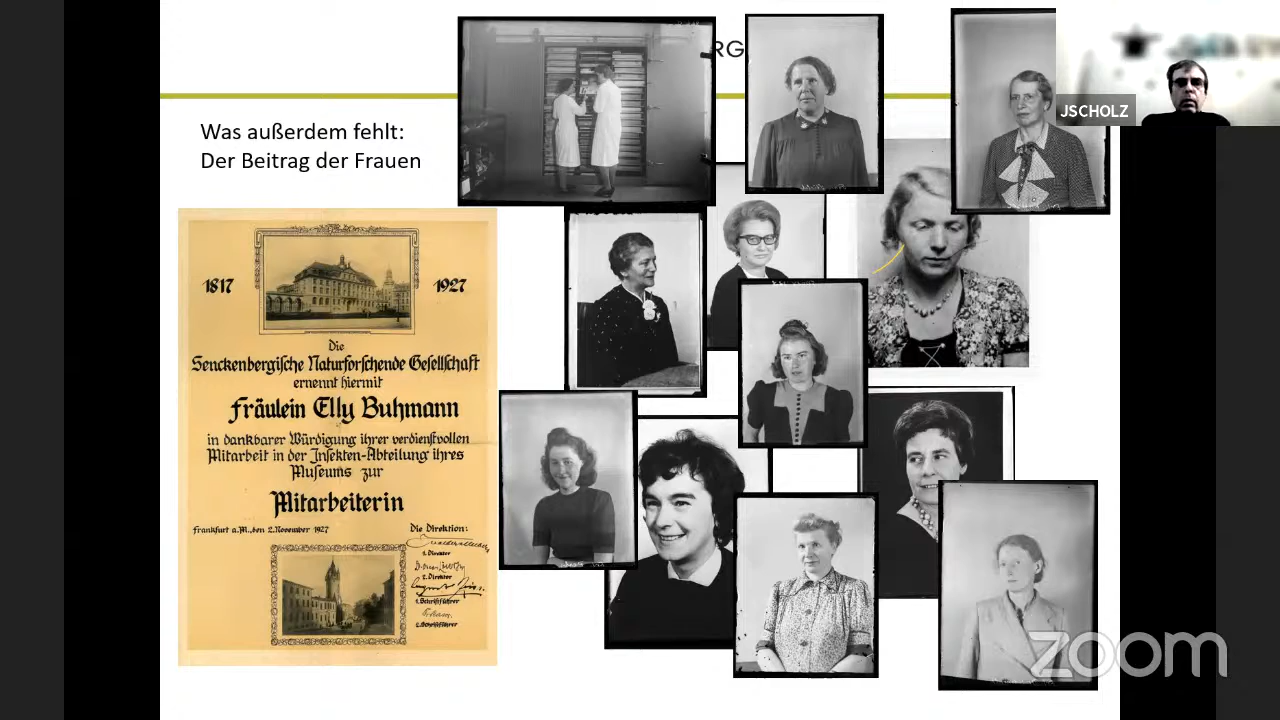 RG
JSCHOLZ
Was außerdem fehlt:
Der Beitrag der Frauen
1817
1927
Die
Senckenbergische Naturforschende Gesellschaft
ernennt hiermit
Fräulein Elly Buhmann
in dankbarer Würdigung ihrer verdienstvollen
Mitarbeit in der Insekten-Abteilung ihres
Museums zur
Mitarbeiterin
Frankfurt a.M., den 2. November 1927
Die Direktion:
1. Direktor
2. Direktor
1. Schriftführer
2. Schriftführer
zoom